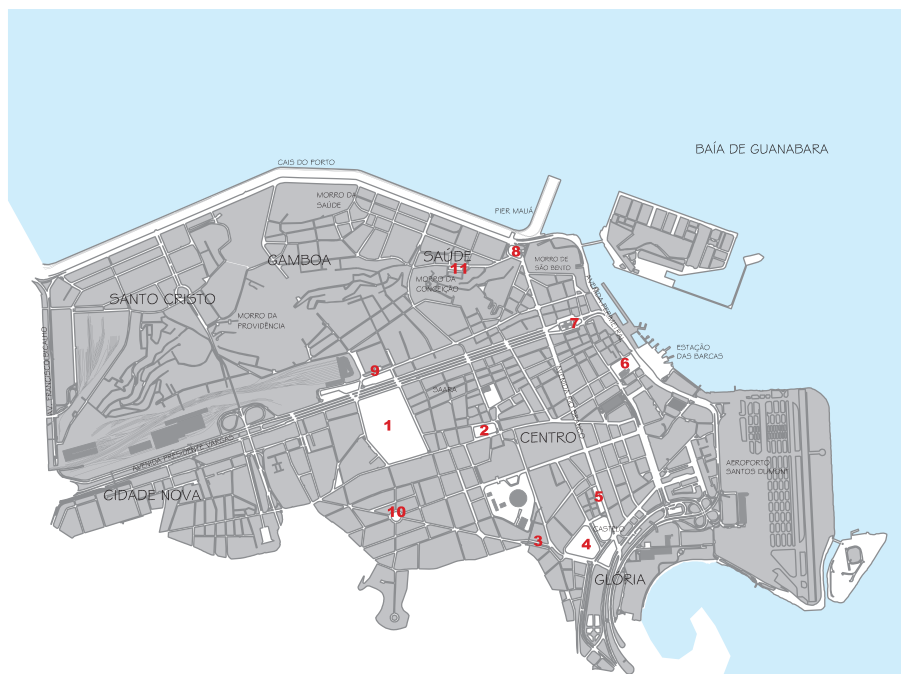 BAÍA DE GUANABARA
CAIS DO PORTO
MORRO DA
SAÚDE
PIER MAUÁ
8
SAÚDE
GAMBOA
11
MORRO DE
SÃO BENTO
MORRO DA
CONCEIÇÃO
SANTO CRISTO
MORRO DA
PROVIDÊNCIA
7
ESTAÇÃO
DAS BARCAS
6
9
SAARA
1
2
CENTRO
AVENIDA PRESIDENTE VARGAS
AEROPORTO
SANTOS DUMONT
CIDADE NOVA
5
10
CASTELO
3
4
GLÓRIA